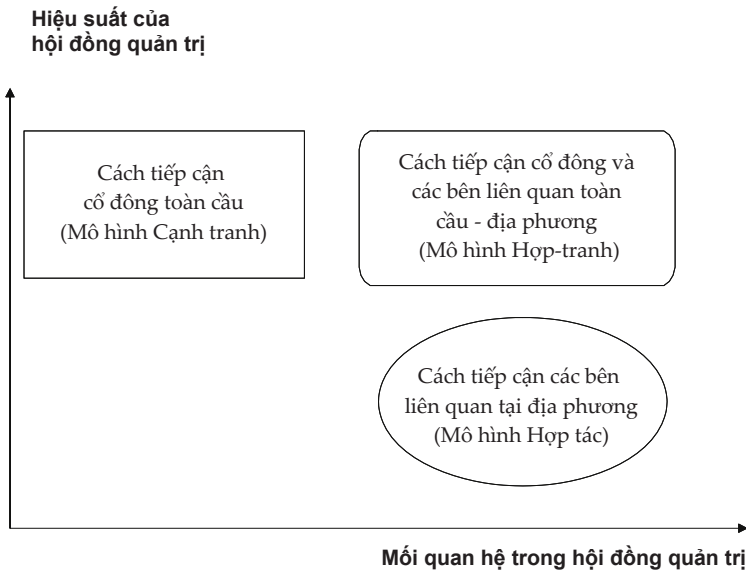 Hiệu suất của
hội đồng quản trị
Cách tiếp cận
cổ đông toàn cầu
(Mô hình Cạnh tranh)
Cách tiếp cận cổ đông và
các bên liên quan toàn
cầu - địa phương
(Mô hình Hợp-tranh)
Cách tiếp cận các bên
liên quan tại địa phương
(Mô hình Hợp tác)
Mối quan hệ trong hội đồng quản trị